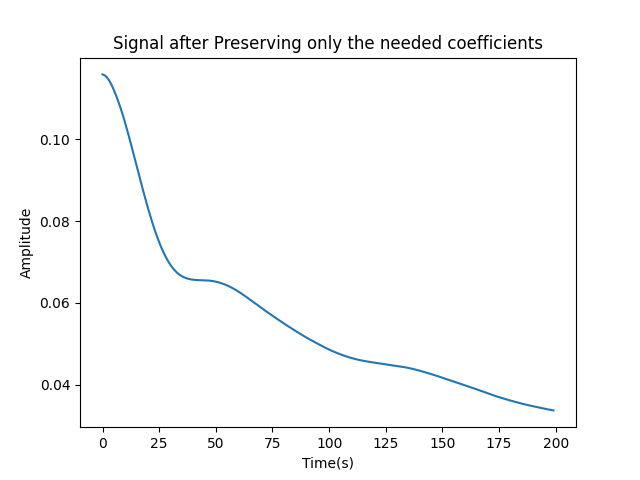 Signal after Preserving only the needed coefficients
0.10
0.08
0.06
0.04
Amplitude
0 25 50 75 100 125 150 175 200
Time(s)